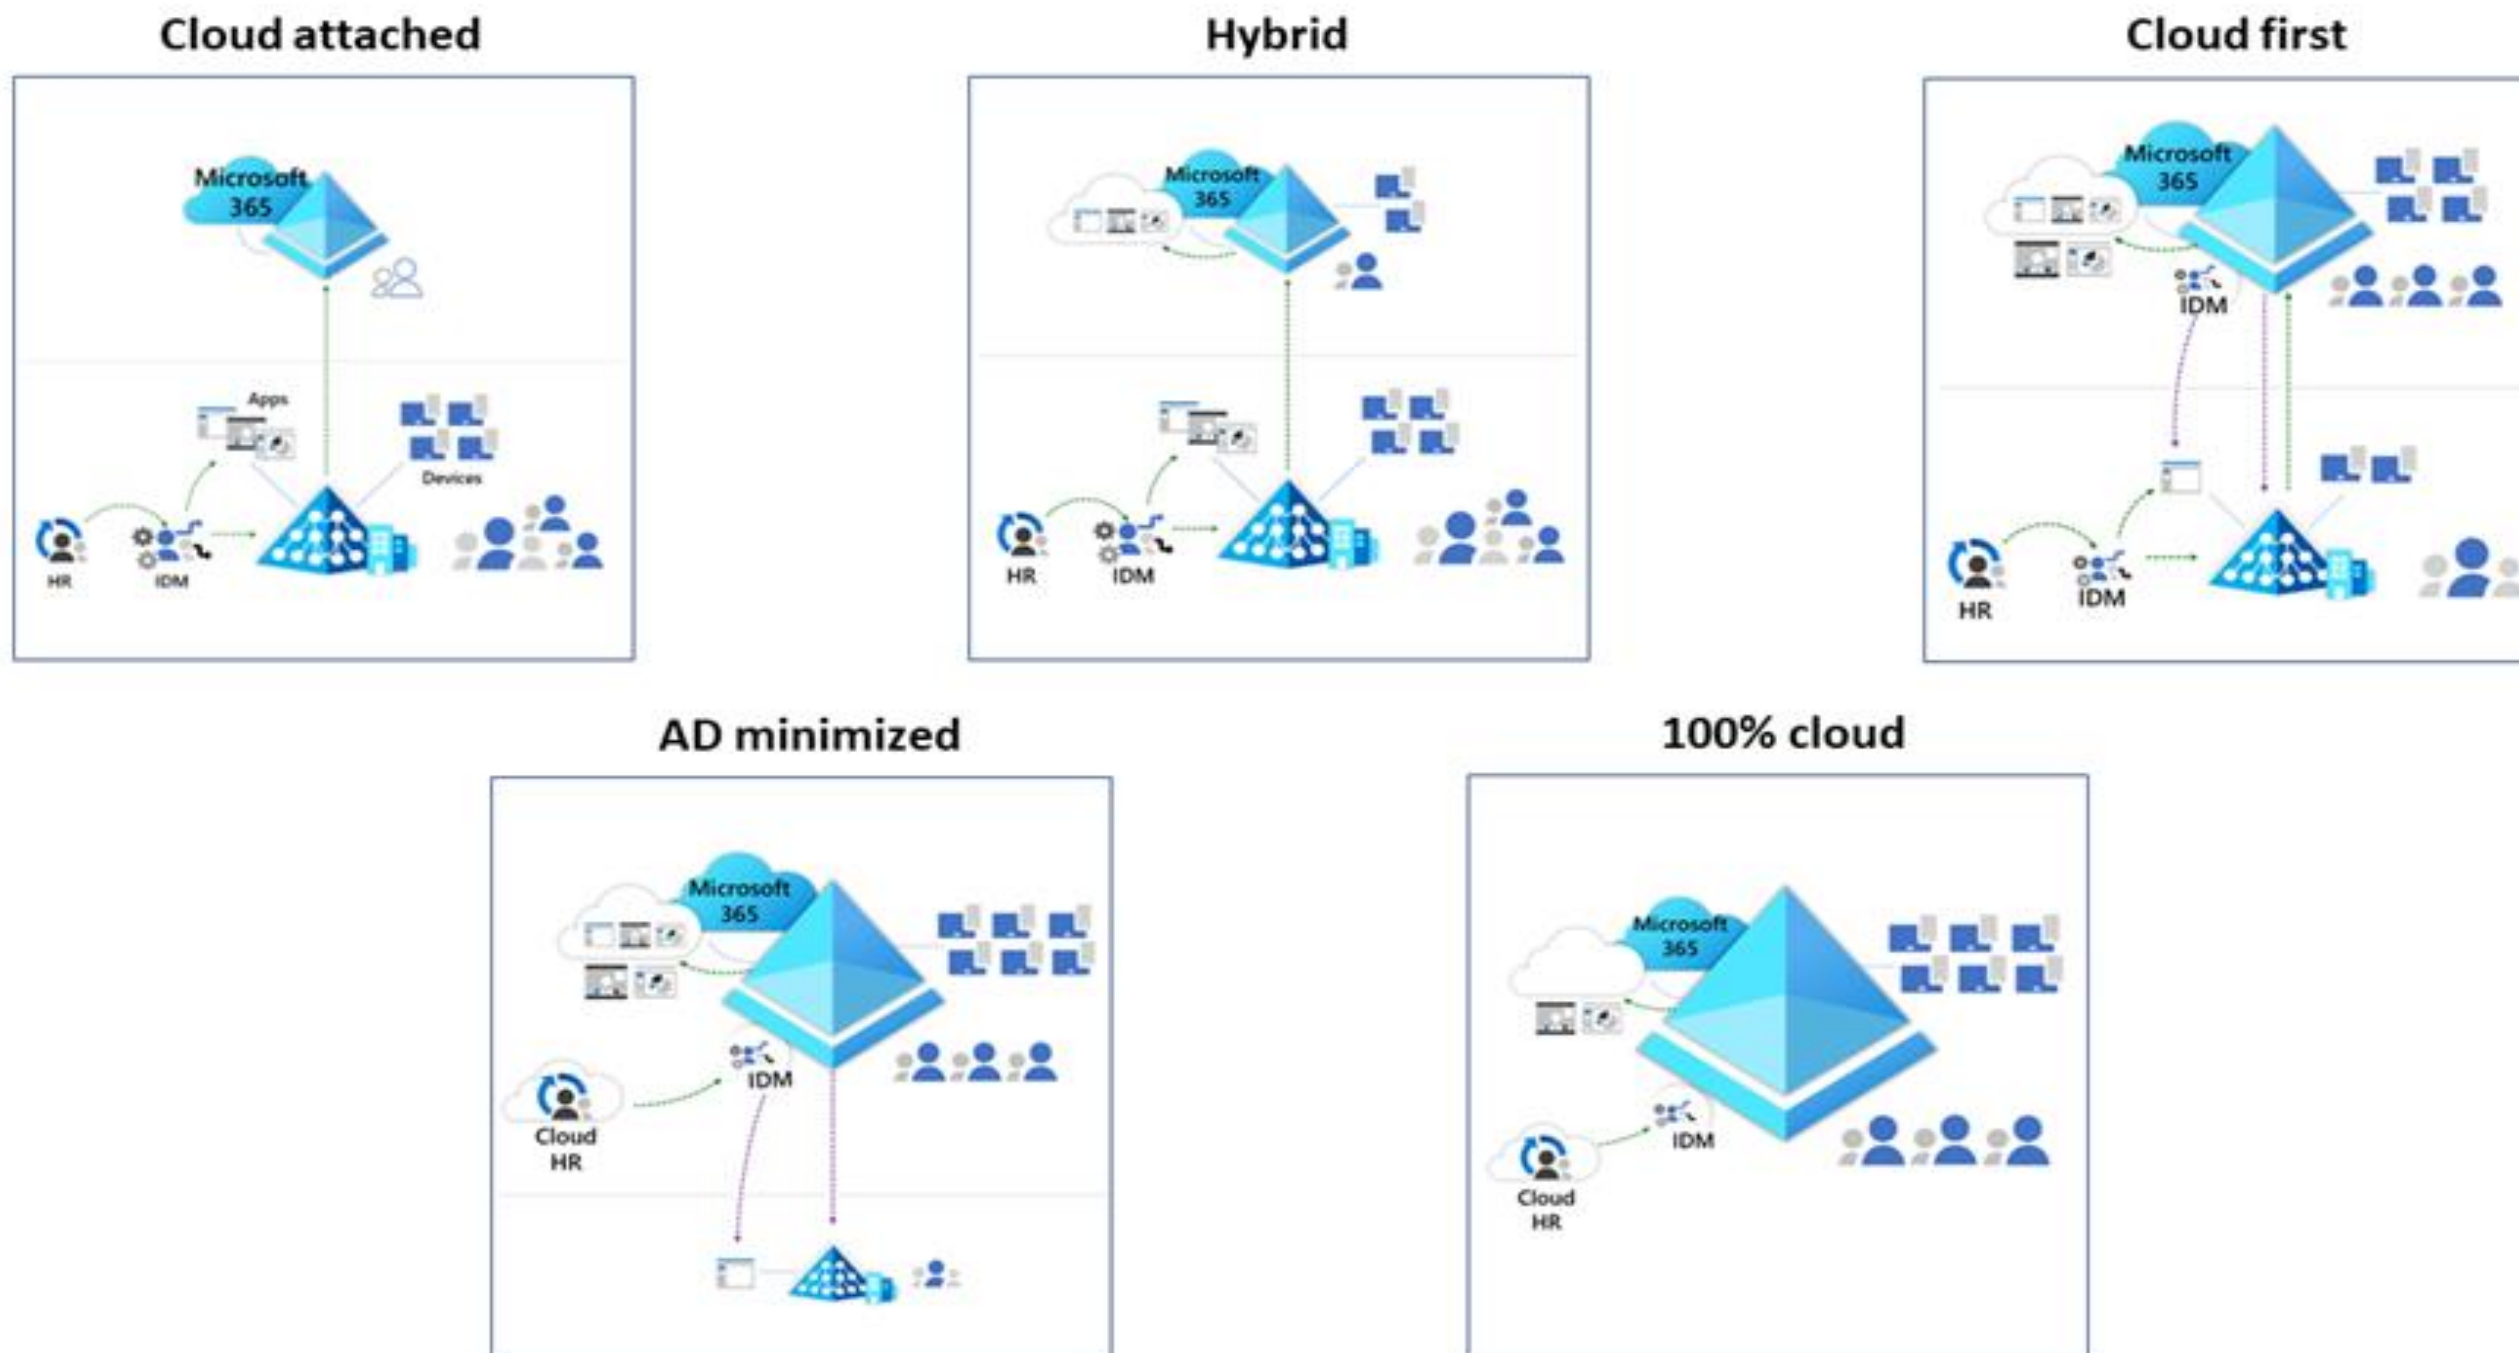 Cloud attached
Hybrid
Cloud first
Microsoft
365
Apps
Devices
HR
IDM
Microsoft
365
HR
IDM
Microsoft
365
IDM
HR
IDM
AD minimized
100% cloud
Microsoft
365
IDM
Cloud
HR
Microsoft
365
IDM
Cloud
HR